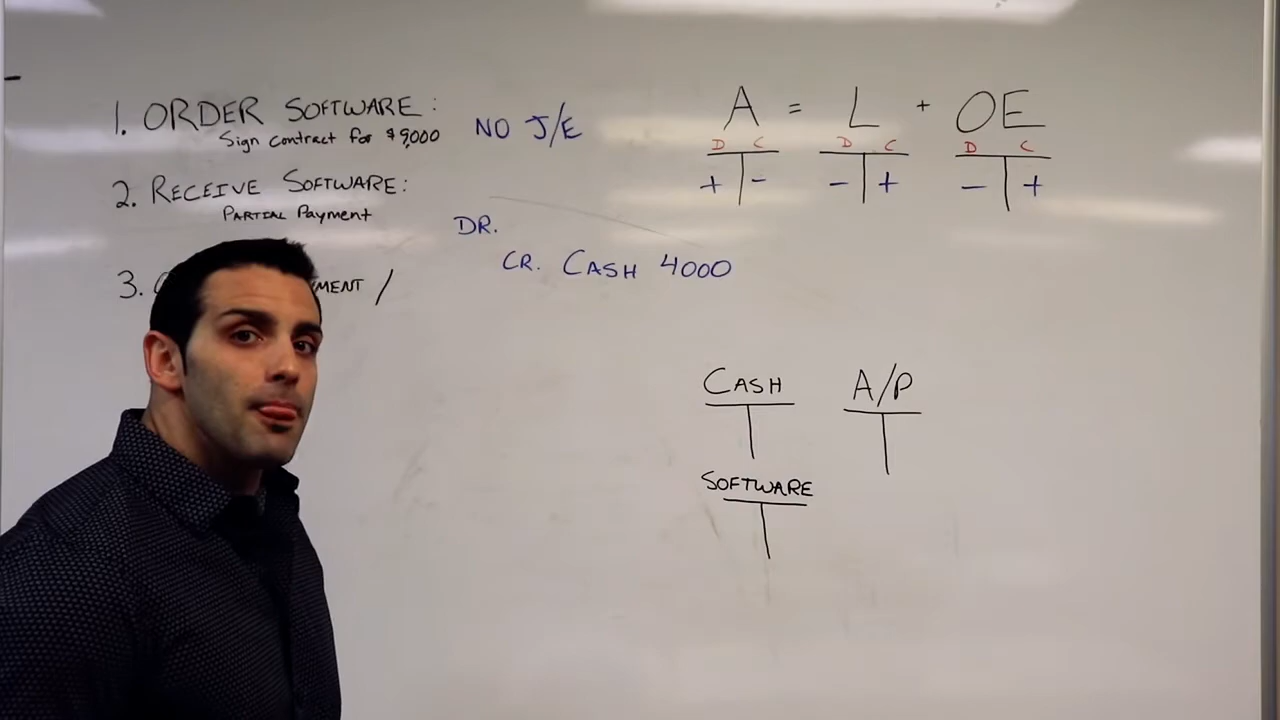 1. ORDER SOFTWARE:
Sign contract for $9,000
NO J/E
2. RECEIVE SOFTWARE:
PARTIAL PAYMENT
DR.
CR. CASH 4000
3.
/
A = L + OE
D C D C D C
+ - - + - +
CASH A/P
SOFTWARE